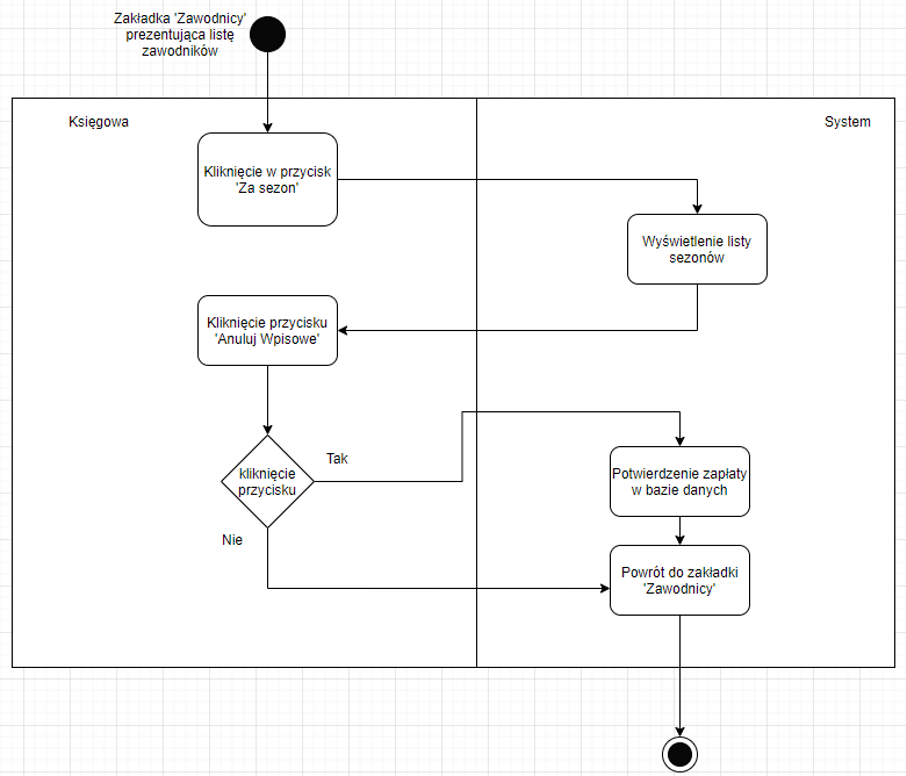 Zakładka 'Zawodnicy'
prezentująca listę
zawodników
Księgowa
System
Kliknięcie w przycisk
'Za sezon'
Wyświetlenie listy
sezonów
Kliknięcie przycisku
'Anuluj Wpisowe'
kliknięcie
przycisku
Tak
Nie
Potwierdzenie zapłaty
w bazie danych
Powrót do zakładki
'Zawodnicy'